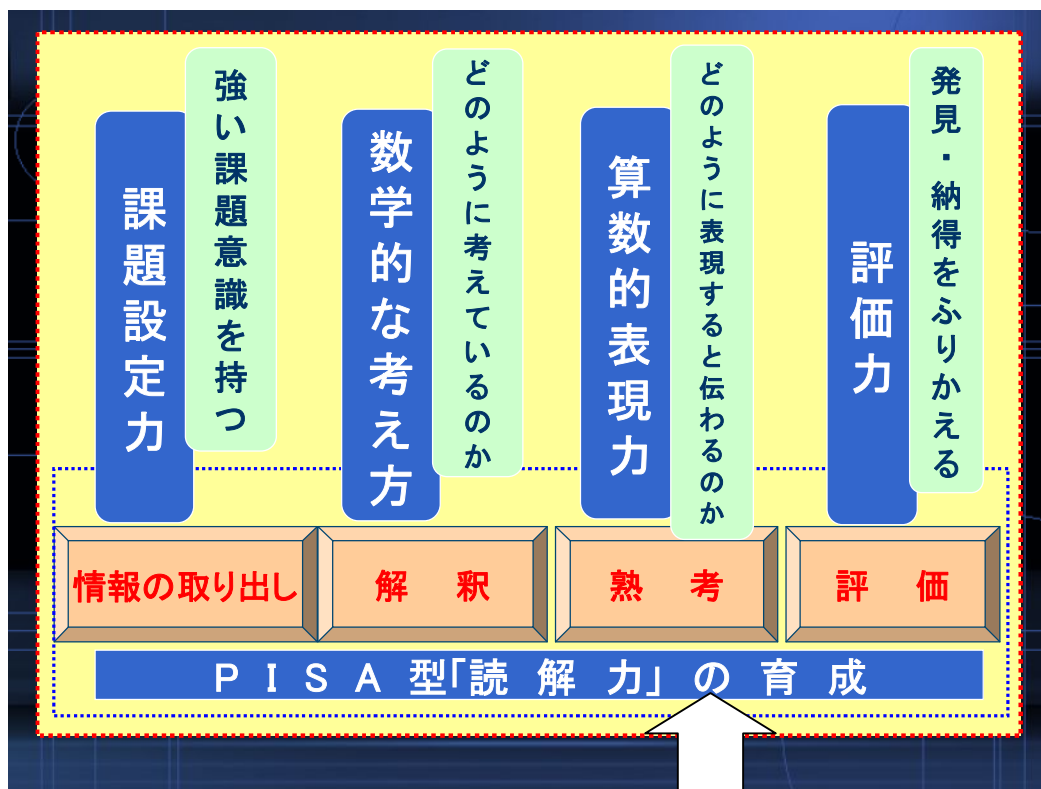 課題設定力
強い課題意識を持つ
数学的な考え方
どのように考えているのか
算数的表現力
どのように表現すると伝わるのか
評価力
発見・納得をふりかえる
情報の取り出し
解 釈
熟 考
評 価
PISA型「読解力」の育成